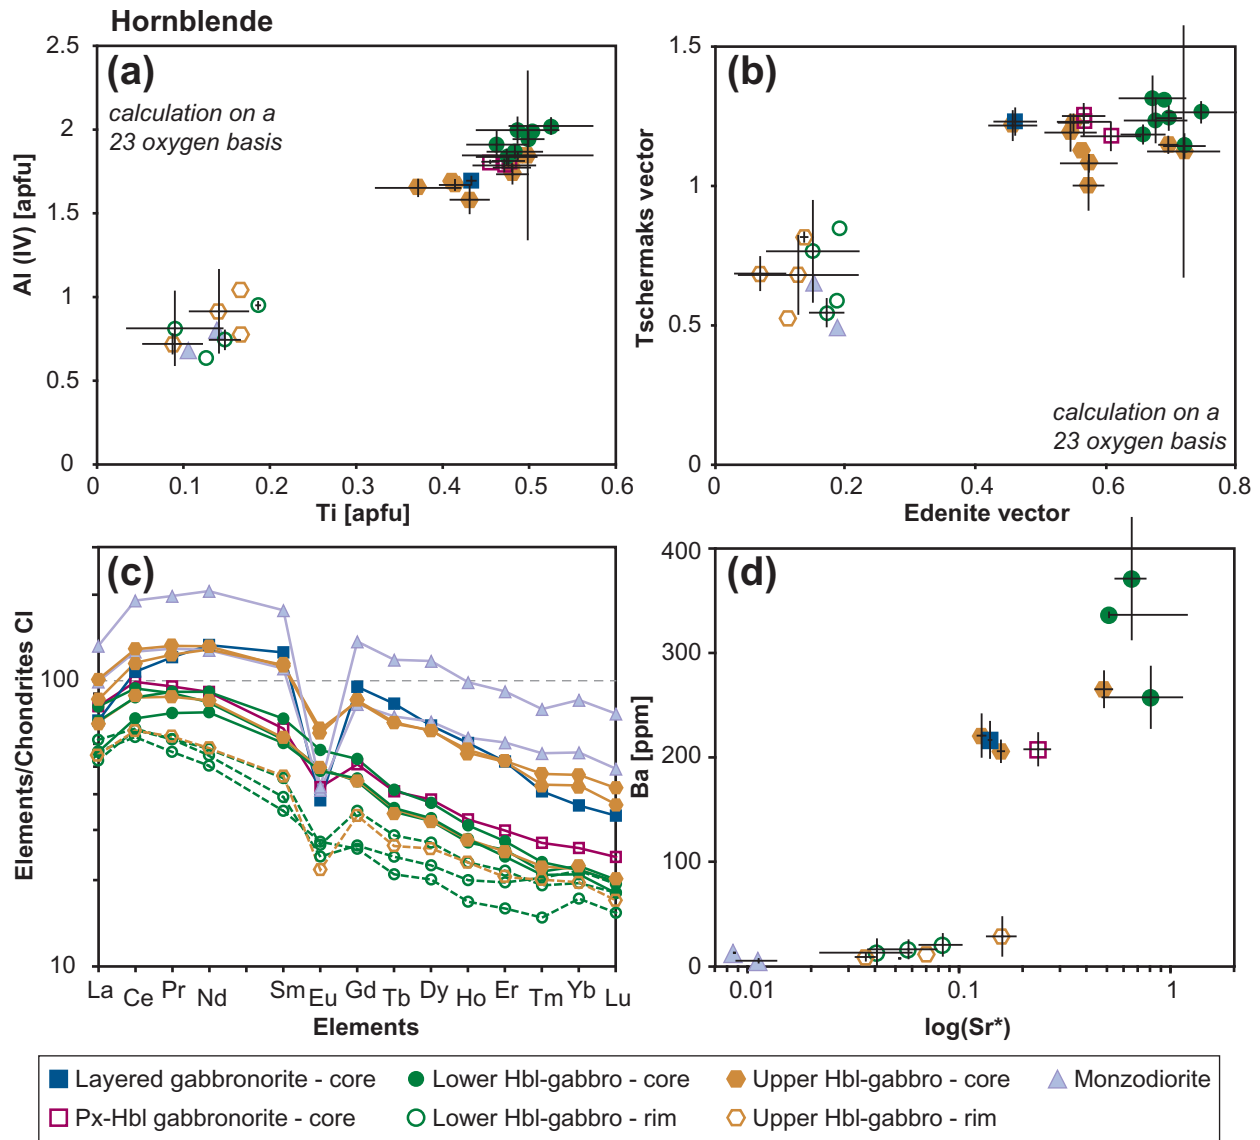 Hornblende
(a)
calculation on a
23 oxygen basis
Al (IV) [apfu]
2.5
2
1.5
1
0.5
0
0 0.1 0.2 0.3 0.4 0.5 0.6
Ti [apfu]
(b)
Tschermaks vector
1.5
1
0.5
0
calculation on a
23 oxygen basis
0 0.2 0.4 0.6 0.8
Edenite vector
(c)
Elements/Chondrites CI
100
10
La Ce Pr Nd Sm Eu Gd Tb Dy Ho Er Tm Yb Lu
Elements
(d)
Ba [ppm]
400
300
200
100
0
0.01 0.1 1
log(Sr*)
Layered gabbronorite - core Lower Hbl-gabbro - core Upper Hbl-gabbro - core Monzodiorite
Px-Hbl gabbronorite - core Lower Hbl-gabbro - rim Upper Hbl-gabbro - rim